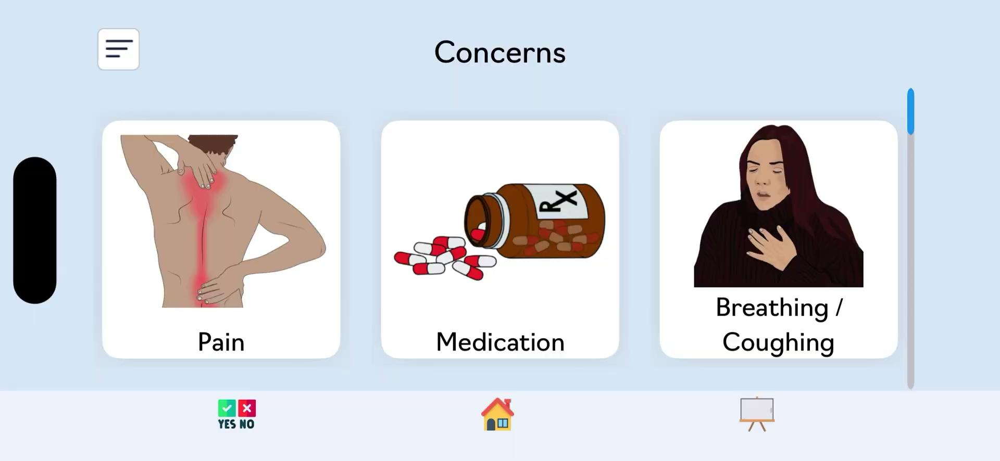 Concerns
Rx
Pain
Medication
Breathing /
Coughing
YES NO